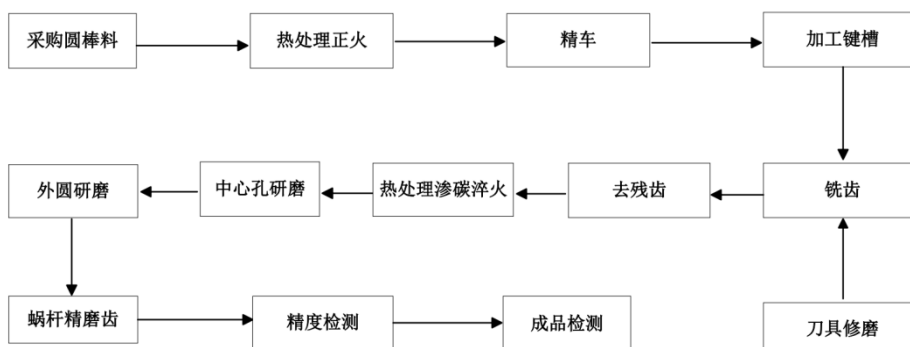 采购圆棒料
热处理正火
精车
加工键槽
外圆研磨
中心孔研磨
热处理渗碳淬火
去残齿
铣齿
蜗杆精磨齿
精度检测
成品检测
刀具修磨